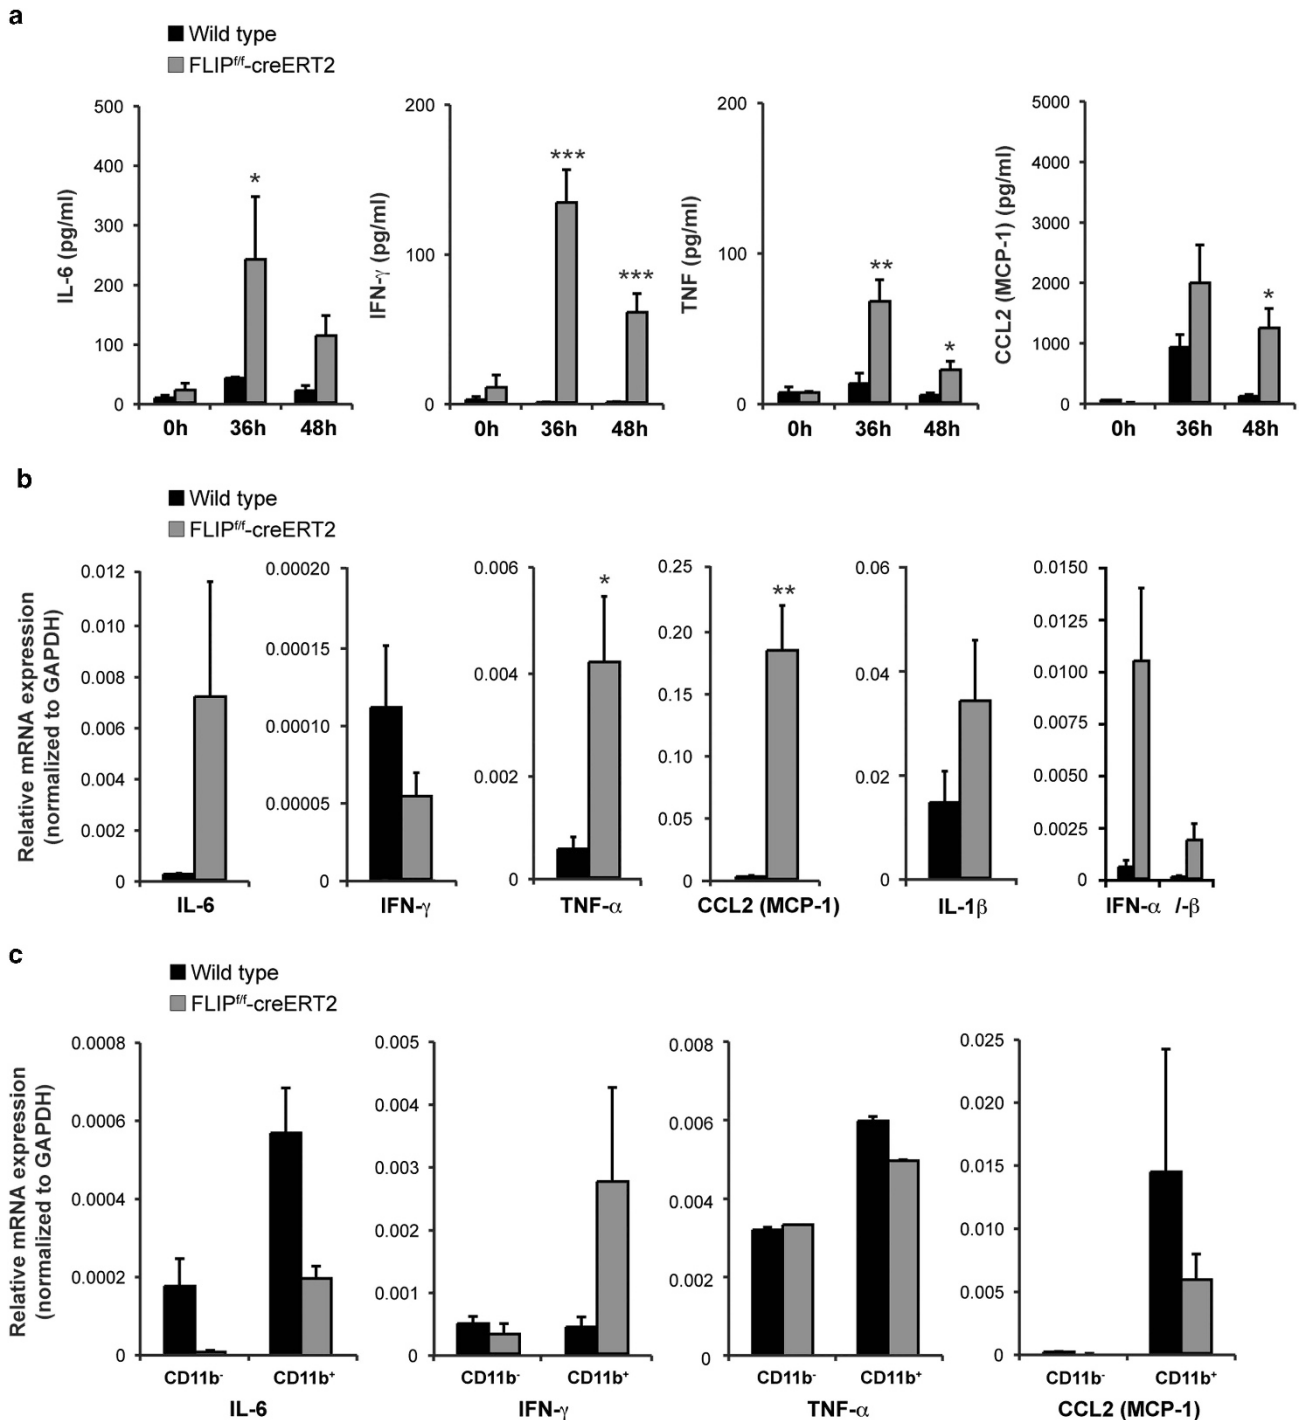 a
Wild type
FLIPf/f-creERT2
IL-6 (pg/ml)
500
400
300
200
100
0
*
0h 36h 48h
IFN-γ (pg/ml)
200
100
0
***
***
0h 36h 48h
TNF (pg/ml)
200
100
0
**
*
0h 36h 48h
CCL2 (MCP-1) (pg/ml)
5000
4000
3000
2000
1000
0
*
0h 36h 48h
b
Wild type
FLIPf/f-creERT2
Relative mRNA expression
(normalized to GAPDH)
0.012
0.010
0.008
0.006
0.004
0.002
0
IL-6
0.00020
0.00015
0.00010
0.00005
0
IFN-γ
0.006
0.004
0.002
0
*
TNF-α
0.25
0.20
0.15
0.10
0.05
0
**
CCL2 (MCP-1)
0.06
0.04
0.02
0
IL-1β
0.0150
0.0125
0.0100
0.0075
0.0050
0.0025
0
IFN-α /-β
c
Wild type
FLIPf/f-creERT2
Relative mRNA expression
(normalized to GAPDH)
0.0008
0.0006
0.0004
0.0002
0
CD11b- CD11b+
IL-6
0.005
0.004
0.003
0.002
0.001
0
CD11b- CD11b+
IFN-γ
0.008
0.006
0.004
0.002
0
CD11b- CD11b+
TNF-α
0.025
0.020
0.015
0.010
0.005
0
CD11b- CD11b+
CCL2 (MCP-1)